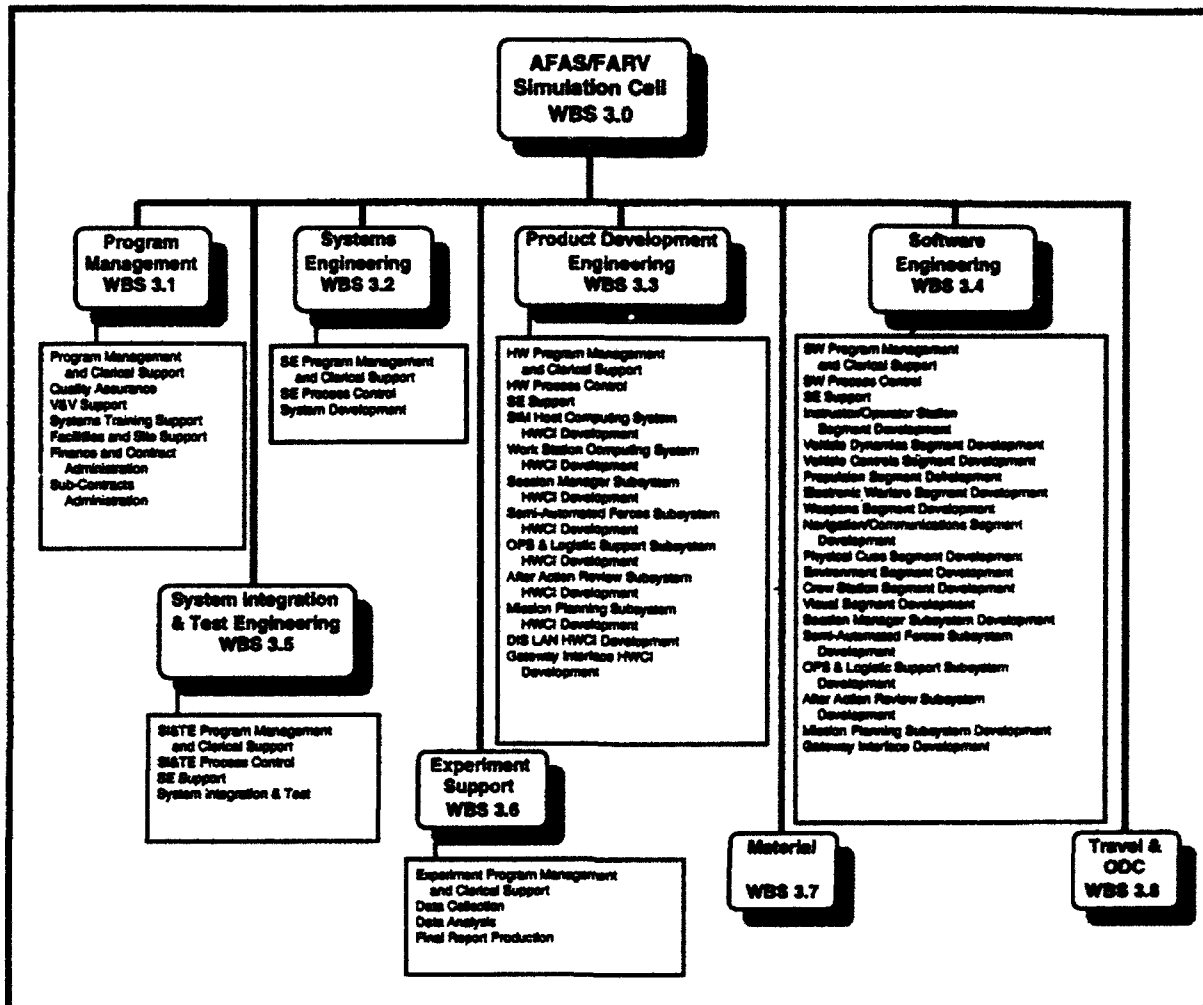 AFAS/FARV
Simulation Cell
WBS 3.0
Program
Management
WBS 3.1
Program Management
and Clerical Support
Quality Assurance
V&V Support
Systems Training Support
Facilities and Site Support
Finance and Contract
Administration
Sub-Contracts
Administration
Systems
Engineering
WBS 3.2
SE Program Management
and Clerical Support
SE Process Control
System Development
Product Development
Engineering
WBS 3.3
HW Program Management
and Clerical Support
HW Process Control
SE Support
SIM Host Computing System
HWCI Development
Work Station Computing System
HWCI Development
Session Manager Subsystem
HWCI Development
Semi-Automated Forces Subsystem
HWCI Development
OPS & Logistic Support Subsystem
HWCI Development
After Action Review Subsystem
HWCI Development
Mission Planning Subsystem
HWCI Development
DIS LAN HWCI Development
Gateway Interface HWCI
Development
Software
Engineering
WBS 3.4
SW Program Management
and Clerical Support
SW Process Control
SE Support
Instructor/Operator Station
Segment Development
Vehicle Dynamics Segment Development
Vehicle Controls Segment Development
Propulsion Segment Development
Electronic Warfare Segment Development
Weapons Segment Development
Navigation/Communications Segment
Development
Physical Cues Segment Development
Environment Segment Development
Crew Station Segment Development
Visual Segment Development
Session Manager Subsystem Development
Semi-Automated Forces Subsystem
Development
OPS & Logistic Support Subsystem
Development
After Action Review Subsystem
Development
Mission Planning Subsystem Development
Gateway Interface Development
System Integration
& Test Engineering
WBS 3.5
SI&TE Program Management
and Clerical Support
SI&TE Process Control
SE Support
System Integration & Test
Experiment
Support
WBS 3.6
Experiment Program Management
and Clerical Support
Data Collection
Data Analysis
Final Report Production
Material
WBS 3.7
Travel &
ODC
WBS 3.8